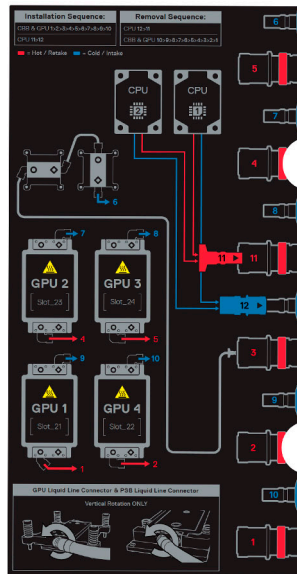 Installation Sequence:
CBB & GPU 1>2>3>4>5>6>7>8>9>10
CPU 11>12
Removal Sequence:
CPU 12>11
CBB & GPU 10>9>8>7>6>5>4>3>2>1
= Hot / Retake
= Cold / Intake
6
5
7
4
8
11
12
3
9
2
10
1
CPU
2
CPU
1
6
11
12
7
8
GPU 2
Slot_23
GPU 3
Slot_24
4
5
9
10
GPU 1
Slot_21
GPU 4
Slot_22
1
2
GPU Liquid Line Connector & PSB Liquid Line Connector
Vertical Rotation ONLY